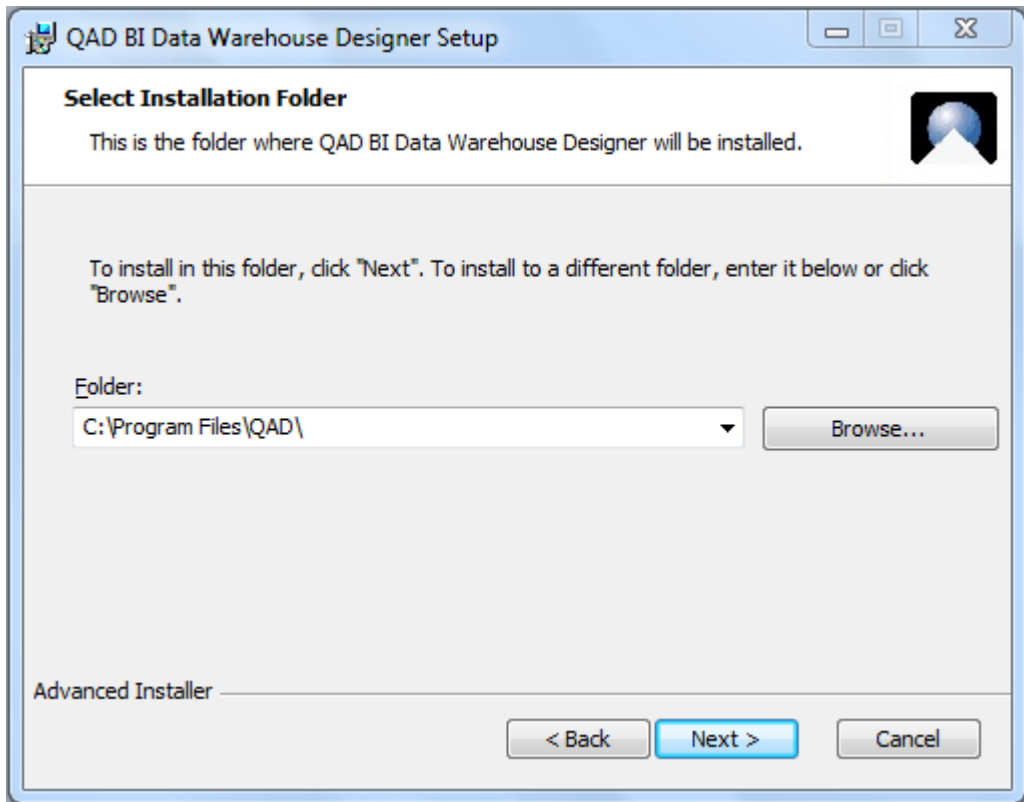 QAD BI Data Warehouse Designer Setup
Select Installation Folder
This is the folder where QAD BI Data Warehouse Designer will be installed.
To install in this folder, click "Next". To install to a different folder, enter it below or click
"Browse".
Folder:
C:\Program Files\QAD\
Browse...
Advanced Installer
< Back
Next >
Cancel